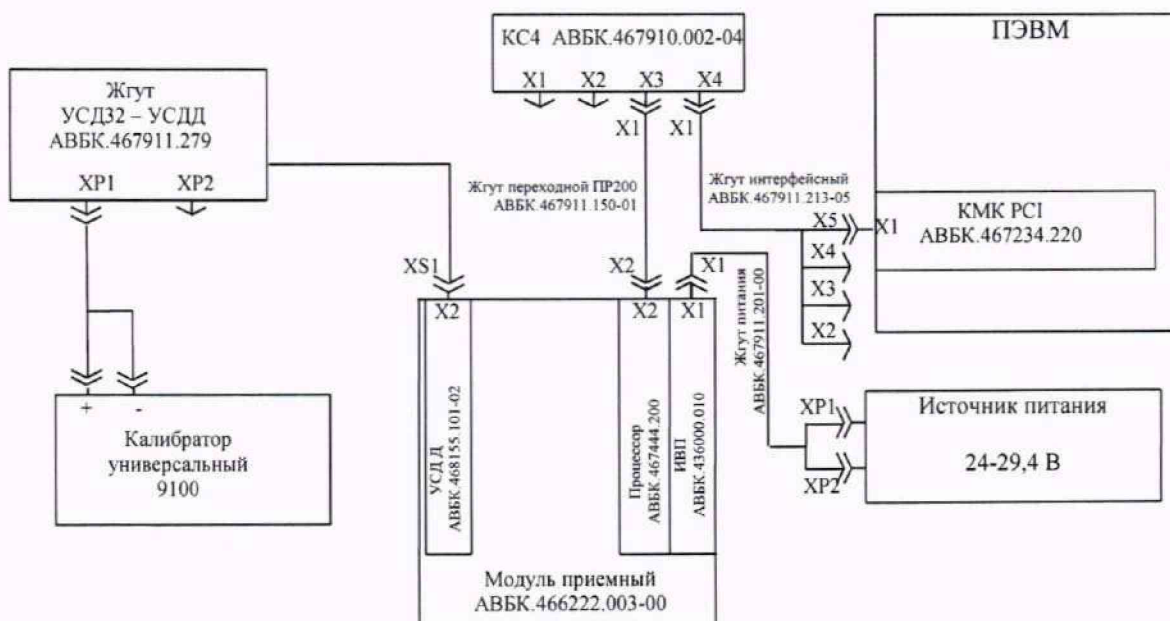 КС4 АВБК.467910.002-04
X1 X2 X3 X4
X1 X1
ПЭВМ
Жгут
УСД32 – УСДД
АВБК.467911.279
XP1 XP2
Жгут переходной ПР200
АВБК.467911.150-01
Жгут интерфейсный
АВБК.467911.213-05
X5
X4
X3
X2
X1
КМК PCI
АВБК.467234.220
XS1
X2
X1
X2
X2
X1
Жгут питания
АВБК.467911.201-00
+ -
Калибратор
универсальный
9100
УСД Д
АВБК.468155.101-02
Процессор
АВБК.467444.200
ИВП
АВБК.436000.010
Модуль приемный
АВБК.466222.003-00
XP1
XP2
Источник питания
24-29,4 В